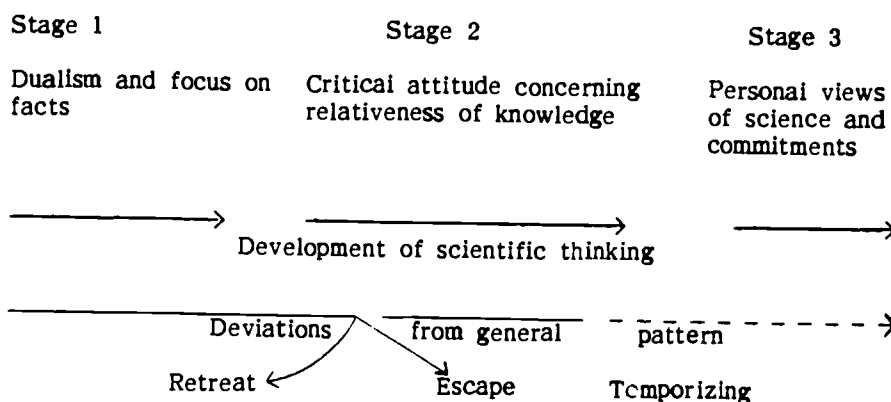 Stage 1
Stage 2
Stage 3
Dualism and focus on
facts
Critical attitude concerning
relativeness of knowledge
Personal views
of science and
commitments
Development of scientific thinking
Deviations from general pattern
Retreat Escape Temporizing